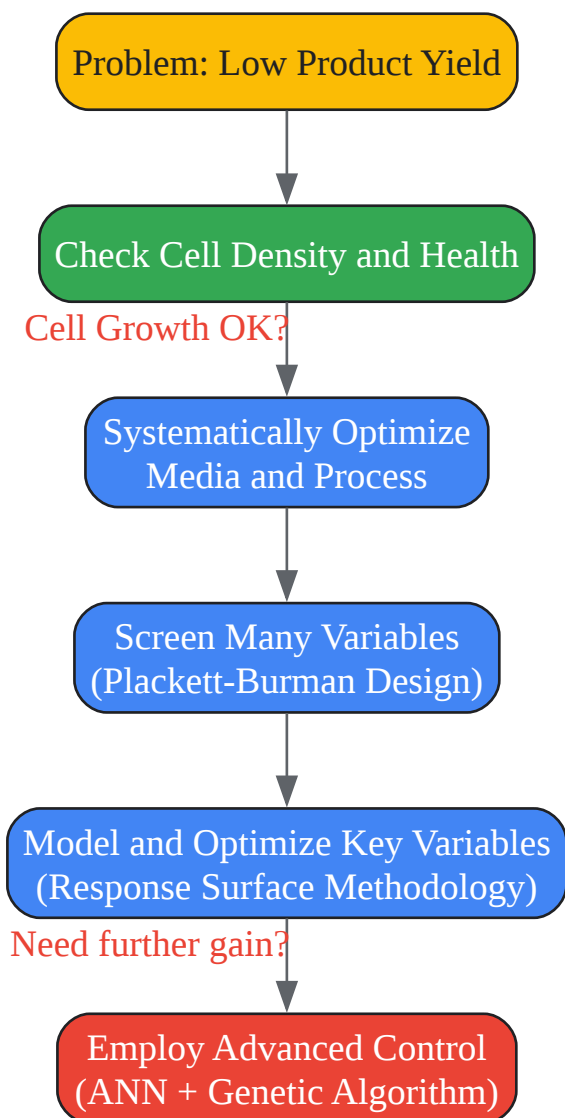 Problem: Low Product Yield
Check Cell Density and Health
Cell Growth OK?
Systematically Optimize
Media and Process
Screen Many Variables
(Plackett-Burman Design)
Model and Optimize Key Variables
(Response Surface Methodology)
Need further gain?
Employ Advanced Control
(ANN + Genetic Algorithm)